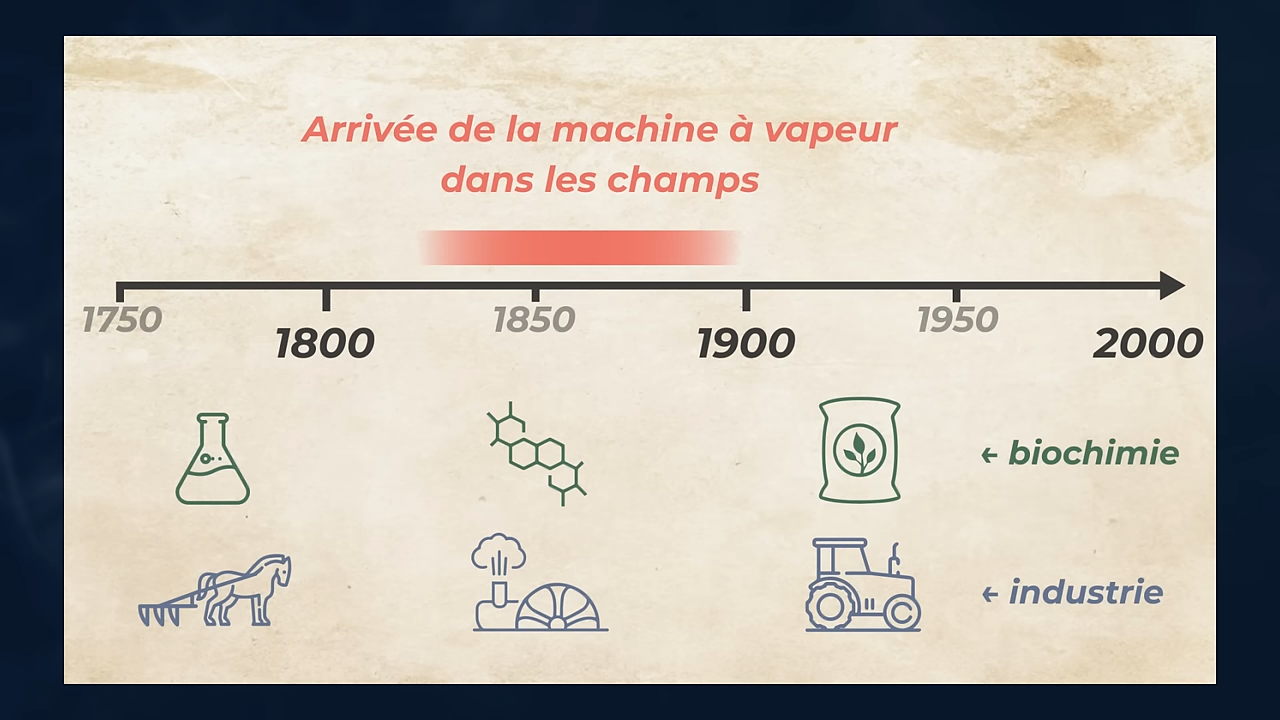 Arrivée de la machine à vapeur
dans les champs
1750
1800
1850
1900
1950
2000
← biochimie
← industrie